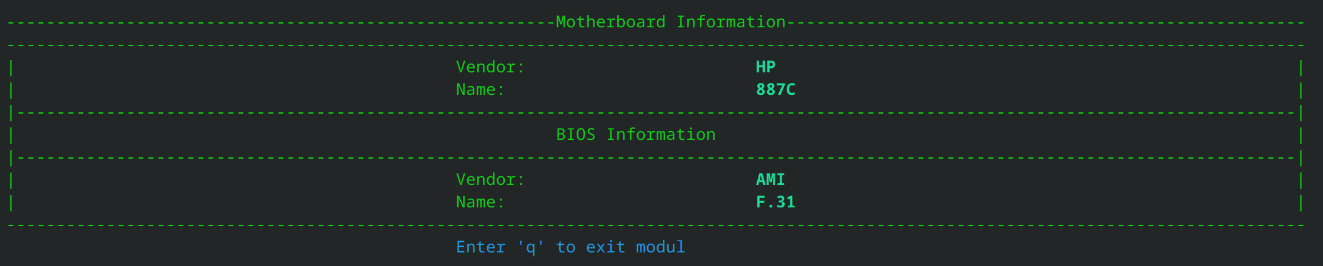 Motherboard Information
Vendor: HP
Name: 887C
BIOS Information
Vendor: AMI
Name: F.31
Enter 'q' to exit modul